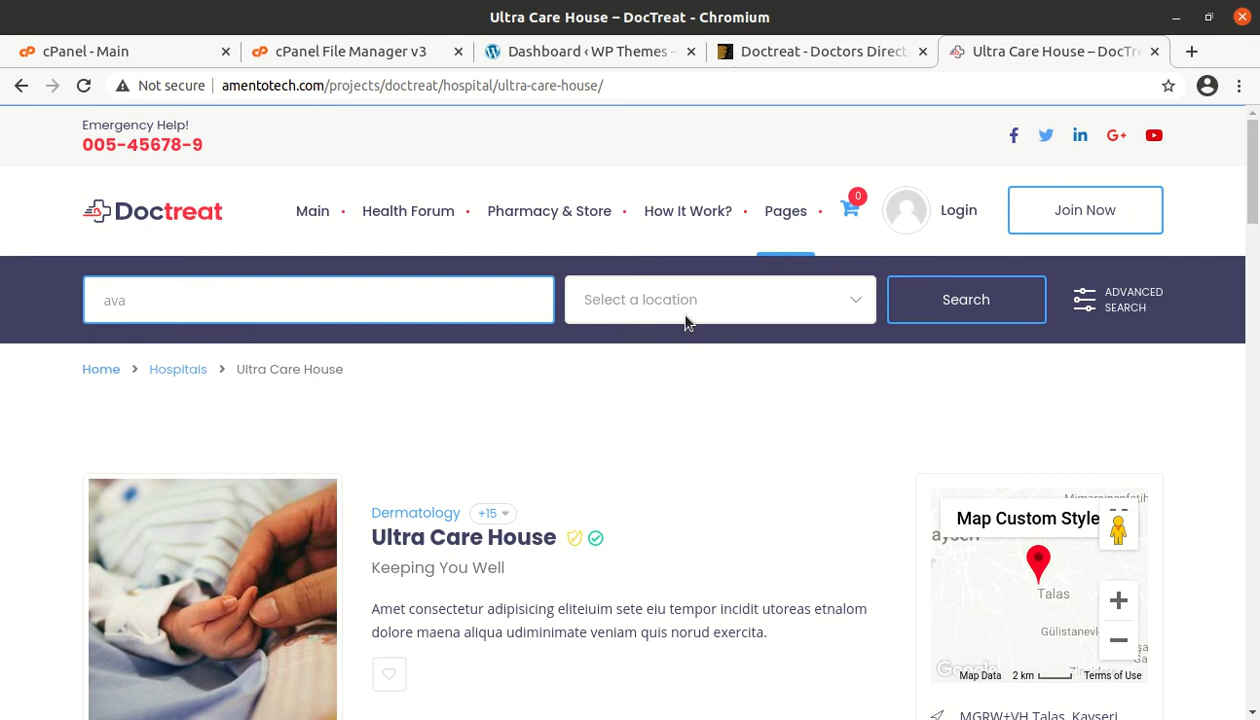 Ultra Care House – DocTreat - Chromium
cPanel - Main
cPanel File Manager v3
Dashboard ‹ WP Themes –
Doctreat - Doctors Direct
Ultra Care House – DocTre
Not secure
amentotech.com/projects/doctreat/hospital/ultra-care-house/
Emergency Help!
005-45678-9
Doctreat
Main
Health Forum
Pharmacy & Store
How It Work?
Pages
0
Login
Join Now
ava
Select a location
Search
ADVANCED
SEARCH
Home
Hospitals
Ultra Care House
Dermatology
+15
Ultra Care House
Keeping You Well
Amet consectetur adipisicing eliteiuim sete eiu tempor incidit utoreas etnalom
dolore maena aliqua udiminimate veniam quis norud exercita.
Map Custom Style
Talas
Google
Map Data
2 km
Terms of Use
MGRW+VH Talas, Kayseri